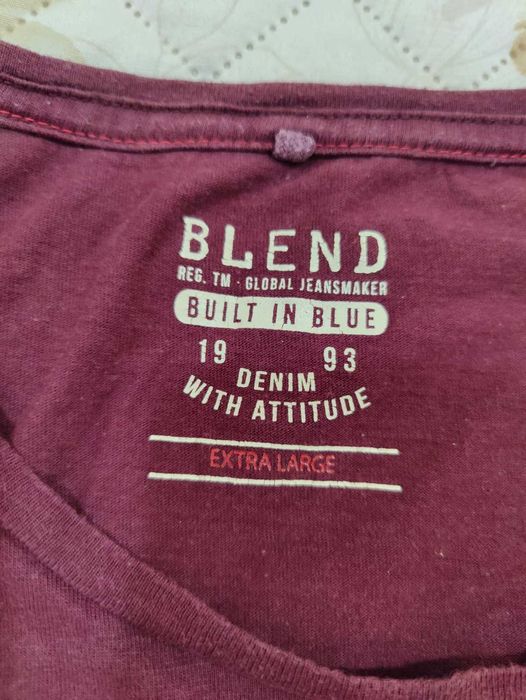 BLEND
REG. TM · GLOBAL JEANSMAKER
BUILT IN BLUE
19 93
DENIM
WITH ATTITUDE
EXTRA LARGE